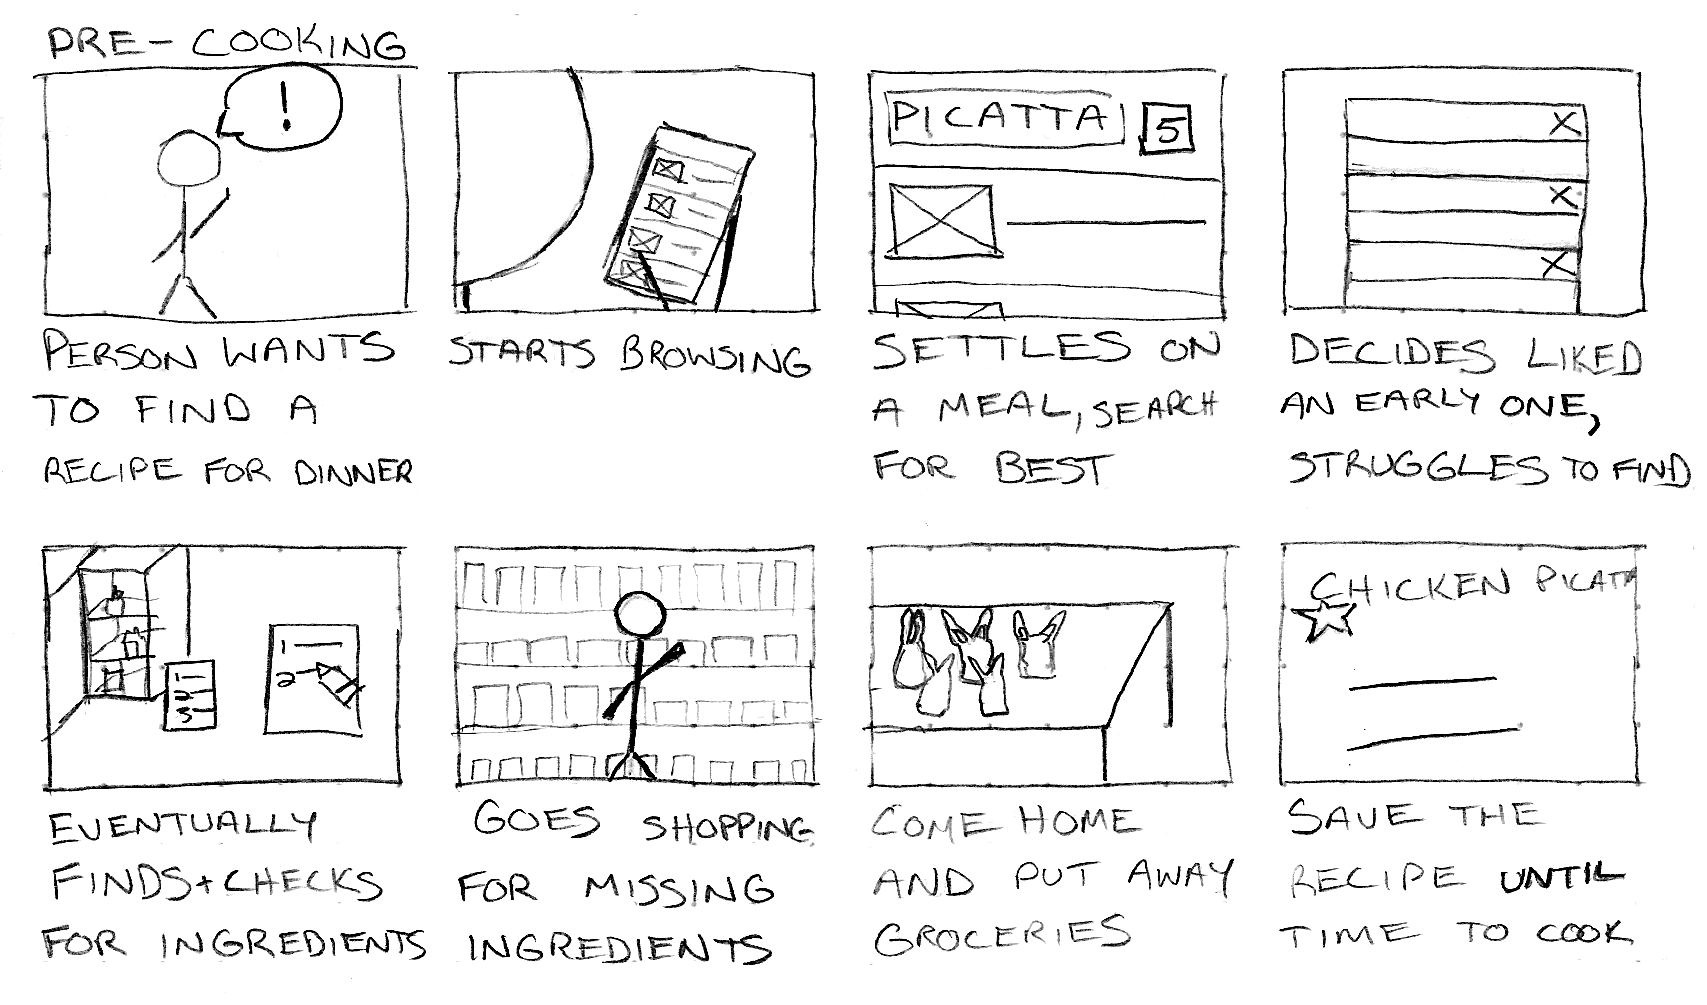 PRE-COOKING
!
PICATTA 5
X
X
X
PERSON WANTS
TO FIND A
RECIPE FOR DINNER
STARTS BROWSING
SETTLES ON
A MEAL, SEARCH
FOR BEST
DECIDES LIKED
AN EARLY ONE,
STRUGGLES TO FIND
1
2
3
1
2
CHICKEN PICATA
EVENTUALLY
FINDS+CHECKS
FOR INGREDIENTS
GOES SHOPPING
FOR MISSING
INGREDIENTS
COME HOME
AND PUT AWAY
GROCERIES
SAVE THE
RECIPE UNTIL
TIME TO COOK